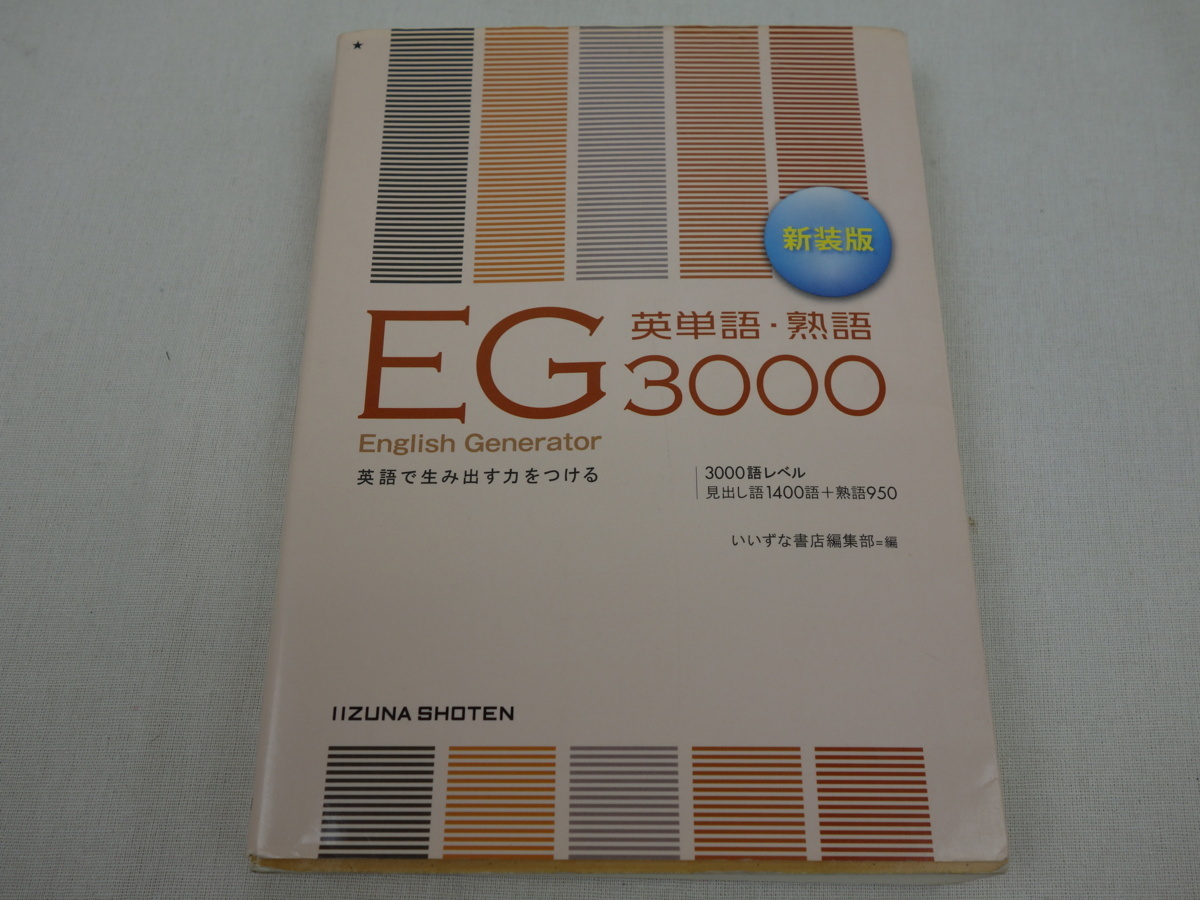 ★
新装版
EG 英単語・熟語
3000
English Generator
英語で生み出す力をつける
3000語レベル
見出し語1400語+熟語950
いいずな書店編集部=編
IIZUNA SHOTEN